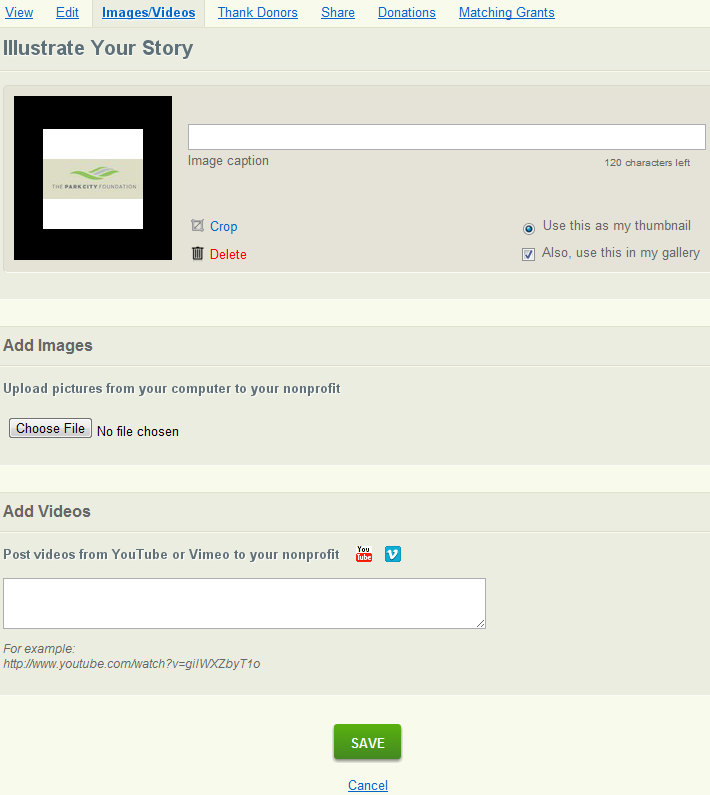 View Edit Images/Videos Thank Donors Share Donations Matching Grants
Illustrate Your Story
THE PARK CITY FOUNDATION
Image caption
120 characters left
Crop
Use this as my thumbnail
Delete
Also, use this in my gallery
Add Images
Upload pictures from your computer to your nonprofit
Choose File No file chosen
Add Videos
Post videos from YouTube or Vimeo to your nonprofit You Tube
For example:
http://www.youtube.com/watch?v=giIWXZbyT1o
SAVE
Cancel